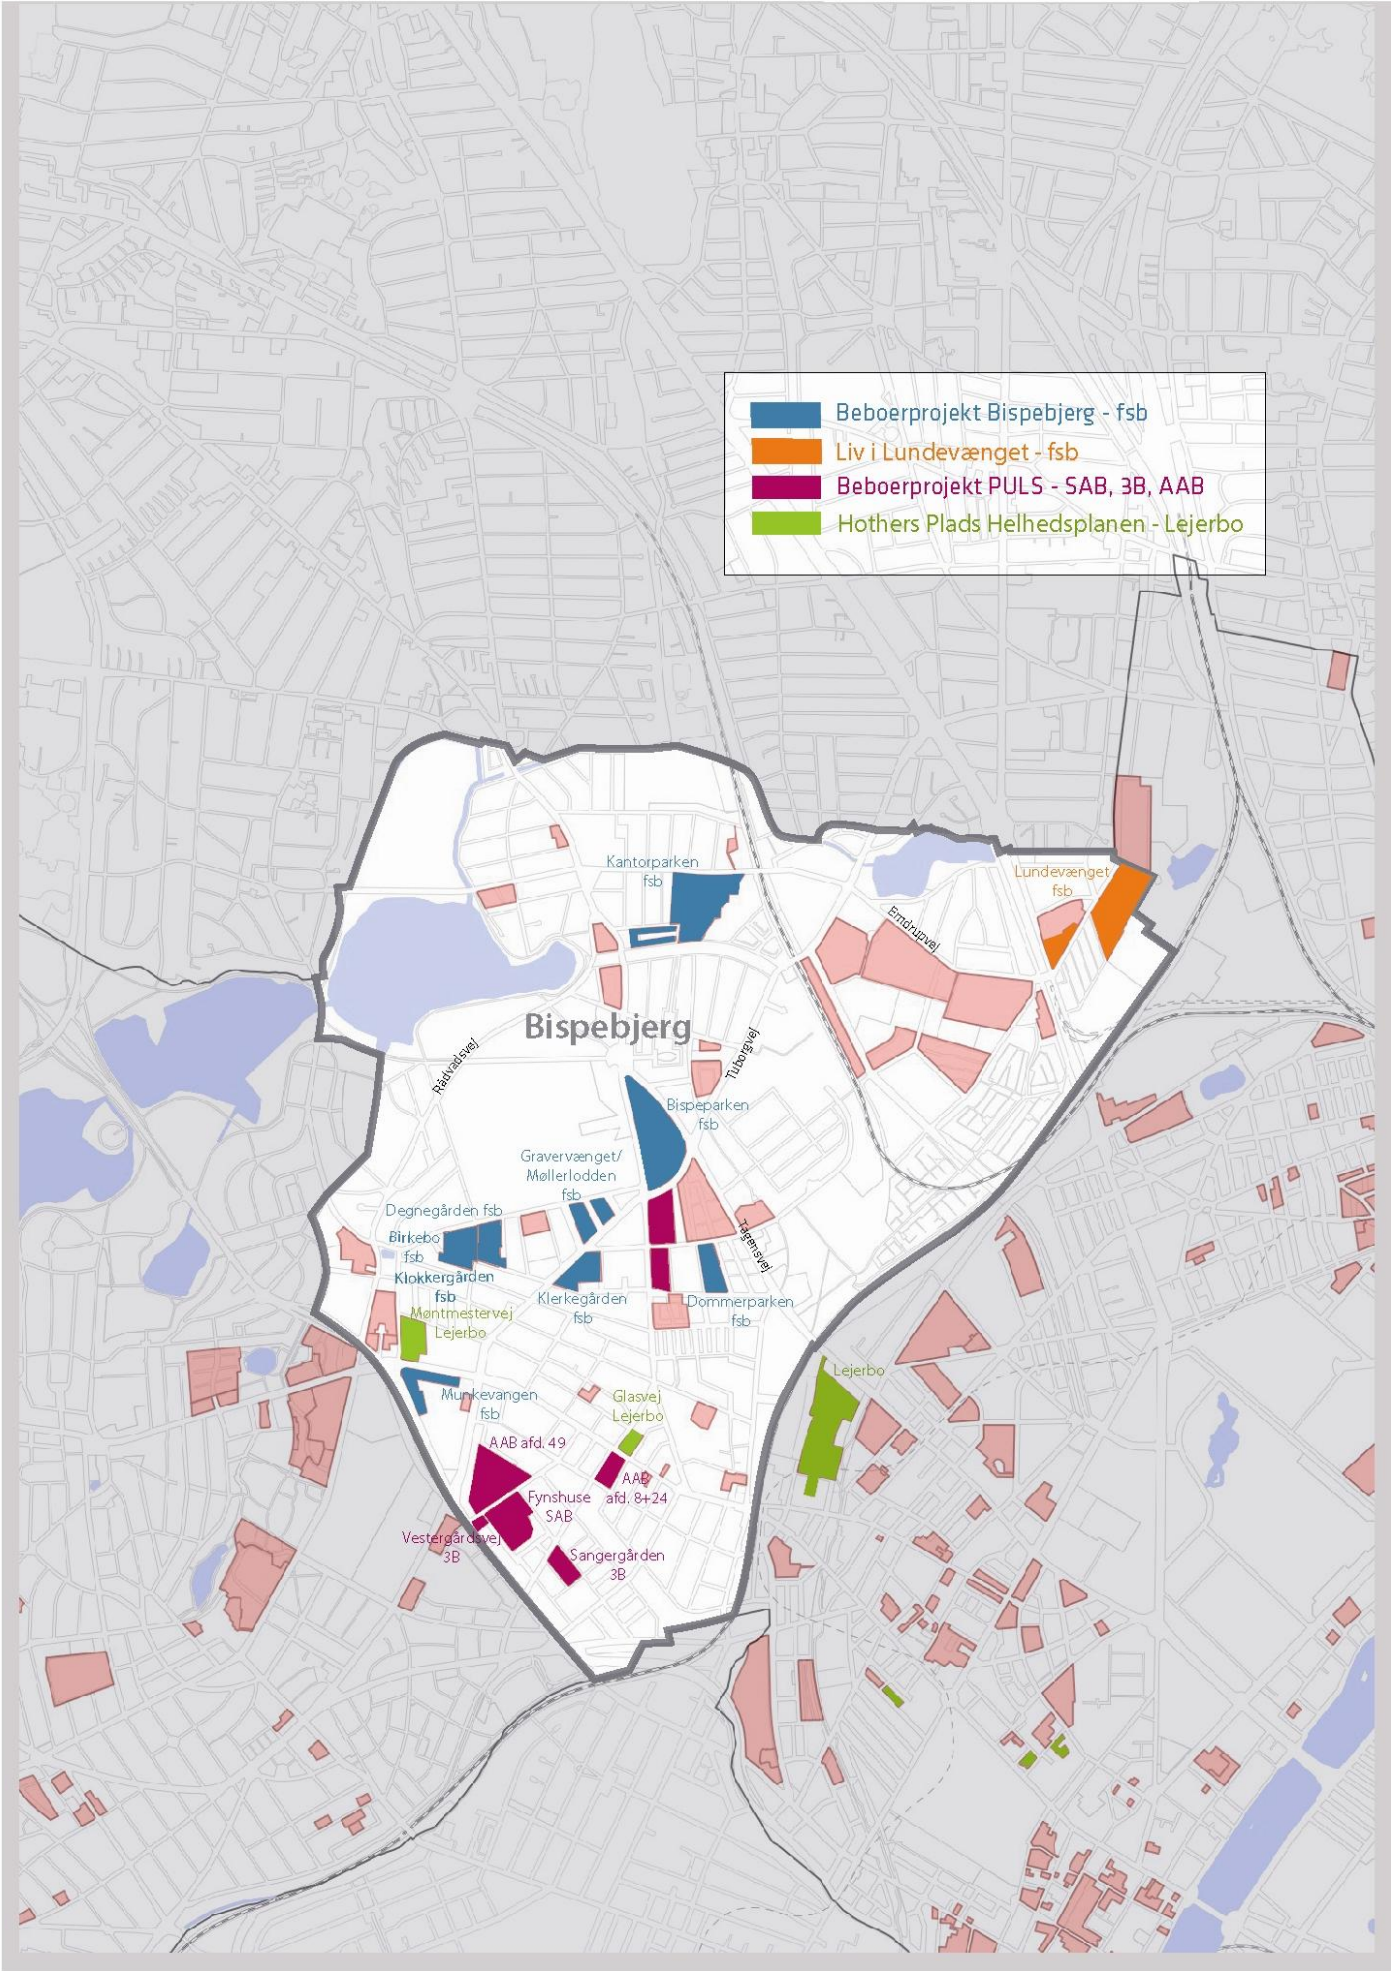 Beboerprojekt Bispebjerg - fsb
Liv i Lundevænget - fsb
Beboerprojekt PULS - SAB, 3B, AAB
Hothers Plads Helhedsplanen - Lejerbo
Kantorparken
fsb
Lundevænget
fsb
Emdrupvej
Bispebjerg
Rådvadsvej
Tuborgvej
Bispeparken
fsb
Gravervænget/
Møllerlodden
fsb
Degnegården fsb
Birkebo
fsb
Klokkergården
fsb
Tagensvej
Klerkegården
fsb
Dommerparken
fsb
Møntmestervej
Lejerbo
Lejerbo
Munkevangen
fsb
Glasvej
Lejerbo
AAB afd. 49
AAB
afd. 8+24
Fynshuse
SAB
Vestergårdsvej
3B
Sangergården
3B